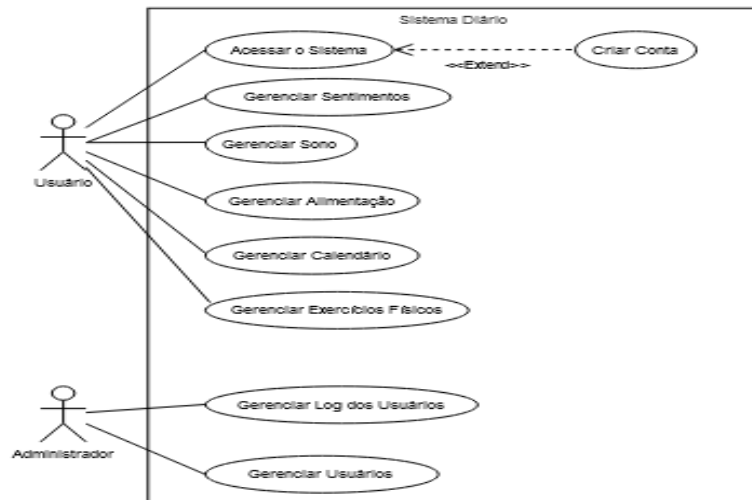 Sistema Diário
Acessar o Sistema
Criar Conta
<<Extend>>
Gerenciar Sentimentos
Gerenciar Sono
Usuário
Gerenciar Alimentação
Gerenciar Calendário
Gerenciar Exercícios Físicos
Gerenciar Log dos Usuários
Administrador
Gerenciar Usuários